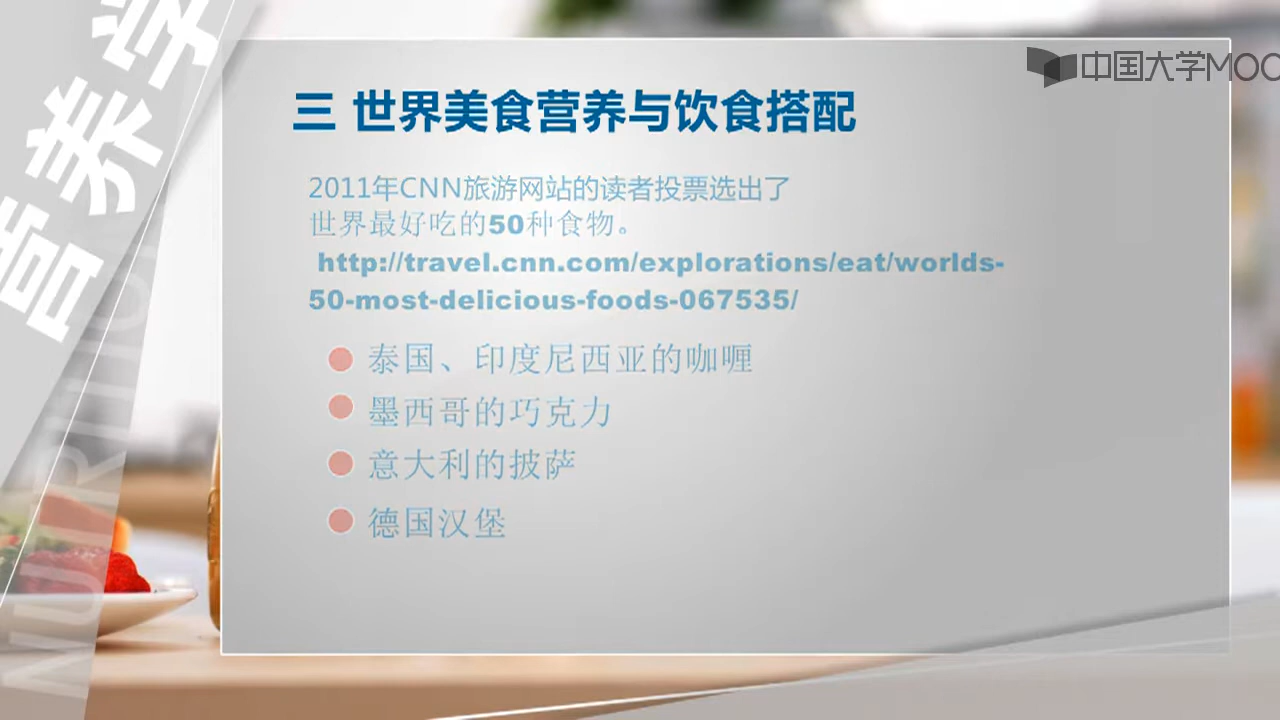 营养学
NUTRITION
中国大学MOO
三 世界美食营养与饮食搭配
2011年CNN旅游网站的读者投票选出了
世界最好吃的50种食物。
http://travel.cnn.com/explorations/eat/worlds-
50-most-delicious-foods-067535/
泰国、印度尼西亚的咖喱
墨西哥的巧克力
意大利的披萨
德国汉堡